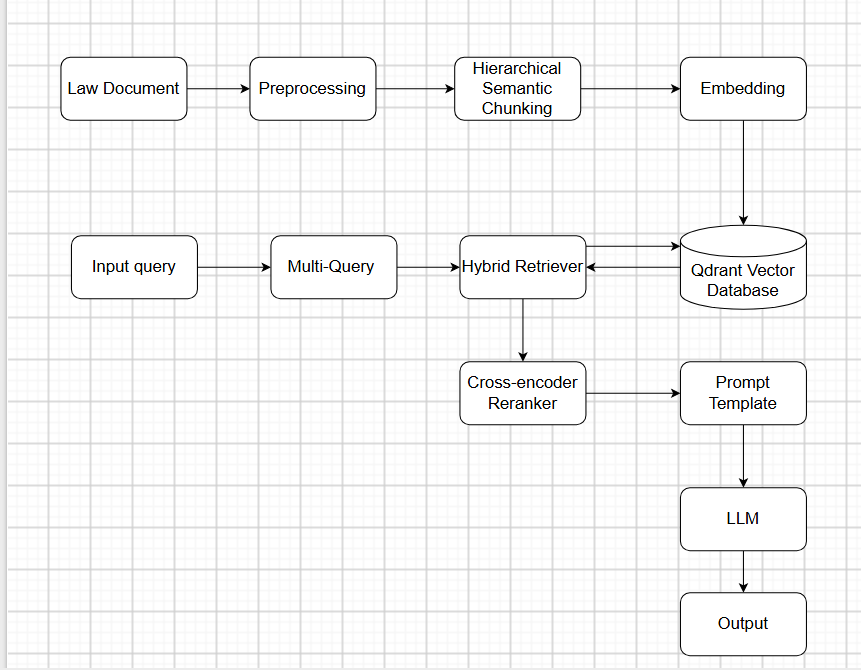 Law Document
Preprocessing
Hierarchical
Semantic
Chunking
Embedding
Input query
Multi-Query
Hybrid Retriever
Qdrant Vector
Database
Cross-encoder
Reranker
Prompt
Template
LLM
Output